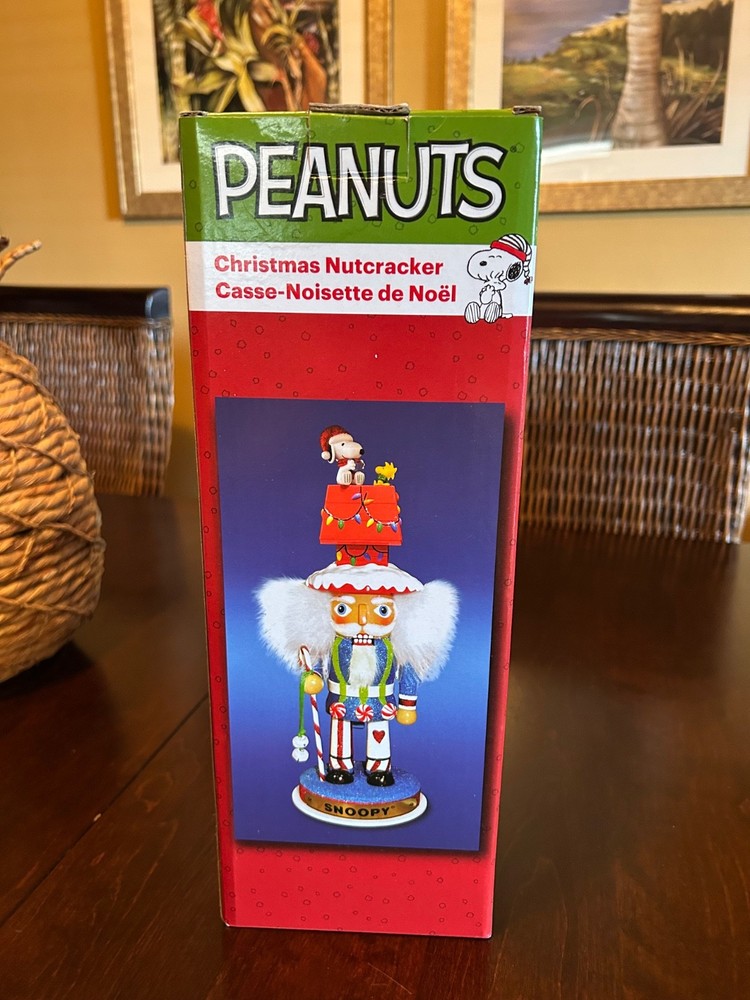 PEANUTS
Christmas Nutcracker
Casse-Noisette de Noël
SNOOPY